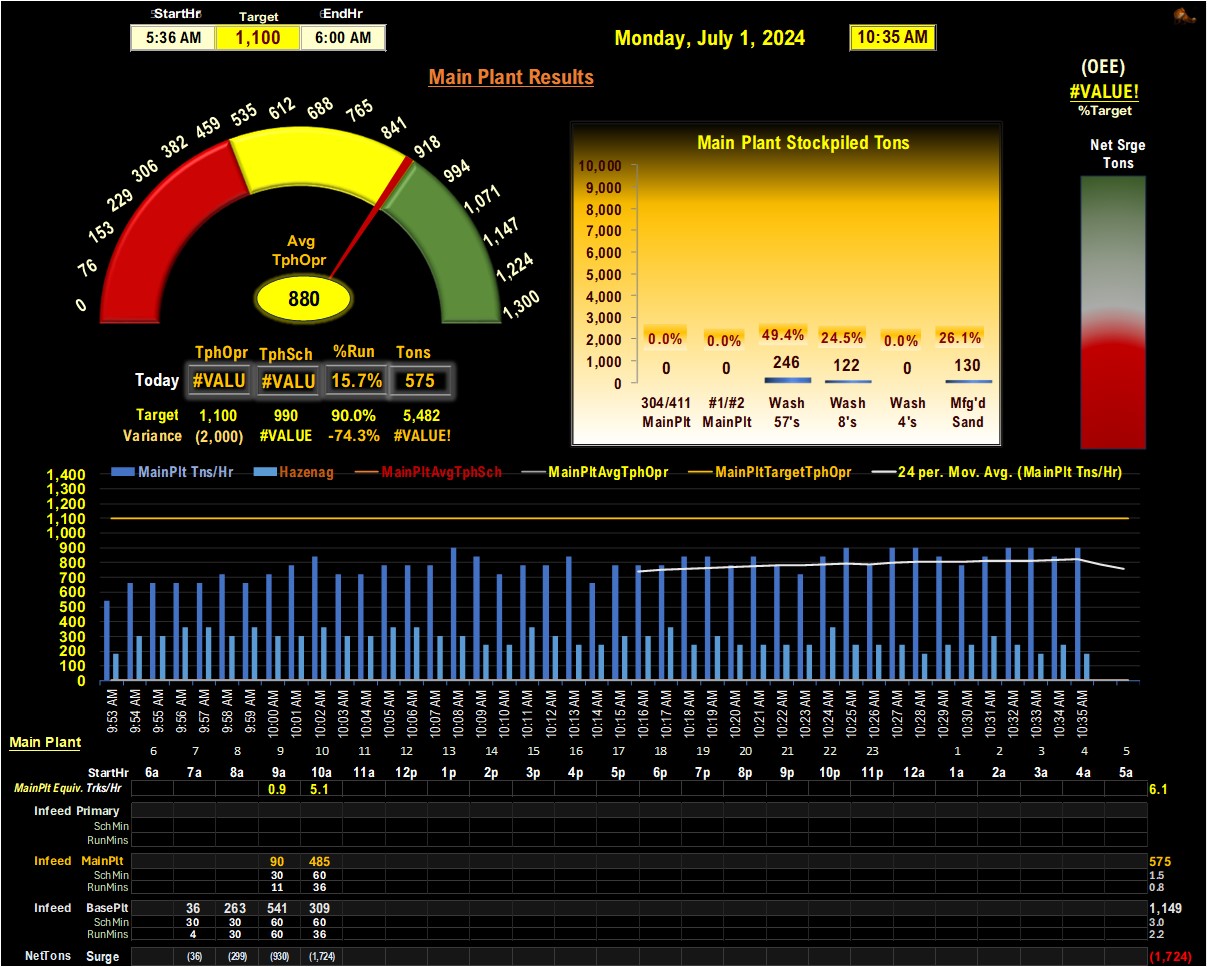 StartHr Target EndHr
5:36 AM 1,100 6:00 AM
Monday, July 1, 2024 10:35 AM
Main Plant Results
(OEE)
#VALUE!
%Target
Net Srge
Tons
0 76 153 229 306 382 459 535 612 688 765 841 918 994 1,071 1,147 1,224 1,300
Avg
TphOpr
880
TphOpr TphSch %Run Tons
Today #VALU #VALU 15.7% 575
Target 1,100 990 90.0% 5,482
Variance (2,000) #VALUE -74.3% #VALUE!
Main Plant Stockpiled Tons
10,000
9,000
8,000
7,000
6,000
5,000
4,000
3,000
2,000
1,000
0
0.0% 0.0% 49.4% 24.5% 0.0% 26.1%
0 0 246 122 0 130
304/411 #1/#2 Wash Wash Wash Mfg'd
MainPlt MainPlt 57's 8's 4's Sand
MainPlt Tns/Hr Hazenag MainPltAvgTphSch MainPltAvgTphOpr MainPltTargetTphOpr 24 per. Mov. Avg. (MainPlt Tns/Hr)
1,400
1,300
1,200
1,100
1,000
900
800
700
600
500
400
300
200
100
0
9:53 AM 9:54 AM 9:55 AM 9:56 AM 9:57 AM 9:58 AM 9:59 AM 10:00 AM 10:01 AM 10:02 AM 10:03 AM 10:04 AM 10:05 AM 10:06 AM 10:07 AM 10:08 AM 10:09 AM 10:10 AM 10:11 AM 10:12 AM 10:13 AM 10:14 AM 10:15 AM 10:16 AM 10:17 AM 10:18 AM 10:19 AM 10:20 AM 10:21 AM 10:22 AM 10:23 AM 10:24 AM 10:25 AM 10:26 AM 10:27 AM 10:28 AM 10:29 AM 10:30 AM 10:31 AM 10:32 AM 10:33 AM 10:34 AM 10:35 AM
Main Plant
6 7 8 9 10 11 12 13 14 15 16 17 18 19 20 21 22 23 1 2 3 4 5
StartHr 6a 7a 8a 9a 10a 11a 12p 1p 2p 3p 4p 5p 6p 7p 8p 9p 10p 11p 12a 1a 2a 3a 4a 5a
MainPlt Equiv. Trks/Hr 0.9 5.1 6.1
Infeed Primary
SchMin
RunMins
Infeed MainPlt 90 485 575
SchMin 30 60 1.5
RunMins 11 36 0.8
Infeed BasePlt 36 263 541 309 1,149
SchMin 30 30 60 60 3.0
RunMins 4 30 60 36 2.2
NetTons Surge (36) (299) (930) (1,724) (1,724)